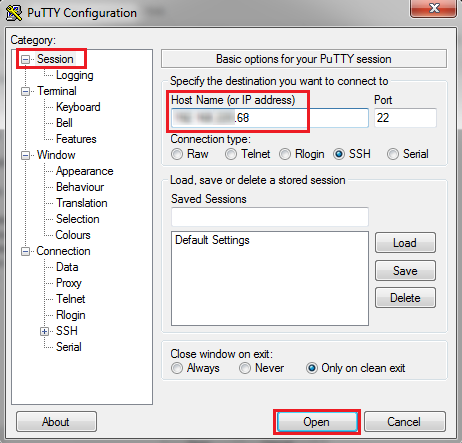 PuTTY Configuration
Category:
Session
Logging
Terminal
Keyboard
Bell
Features
Window
Appearance
Behaviour
Translation
Selection
Colours
Connection
Data
Proxy
Telnet
Rlogin
SSH
Serial
Basic options for your PuTTY session
Specify the destination you want to connect to
Host Name (or IP address) Port
.68 22
Connection type:
Raw Telnet Rlogin SSH Serial
Load, save or delete a stored session
Saved Sessions
Default Settings
Load
Save
Delete
Close window on exit:
Always Never Only on clean exit
About Open Cancel